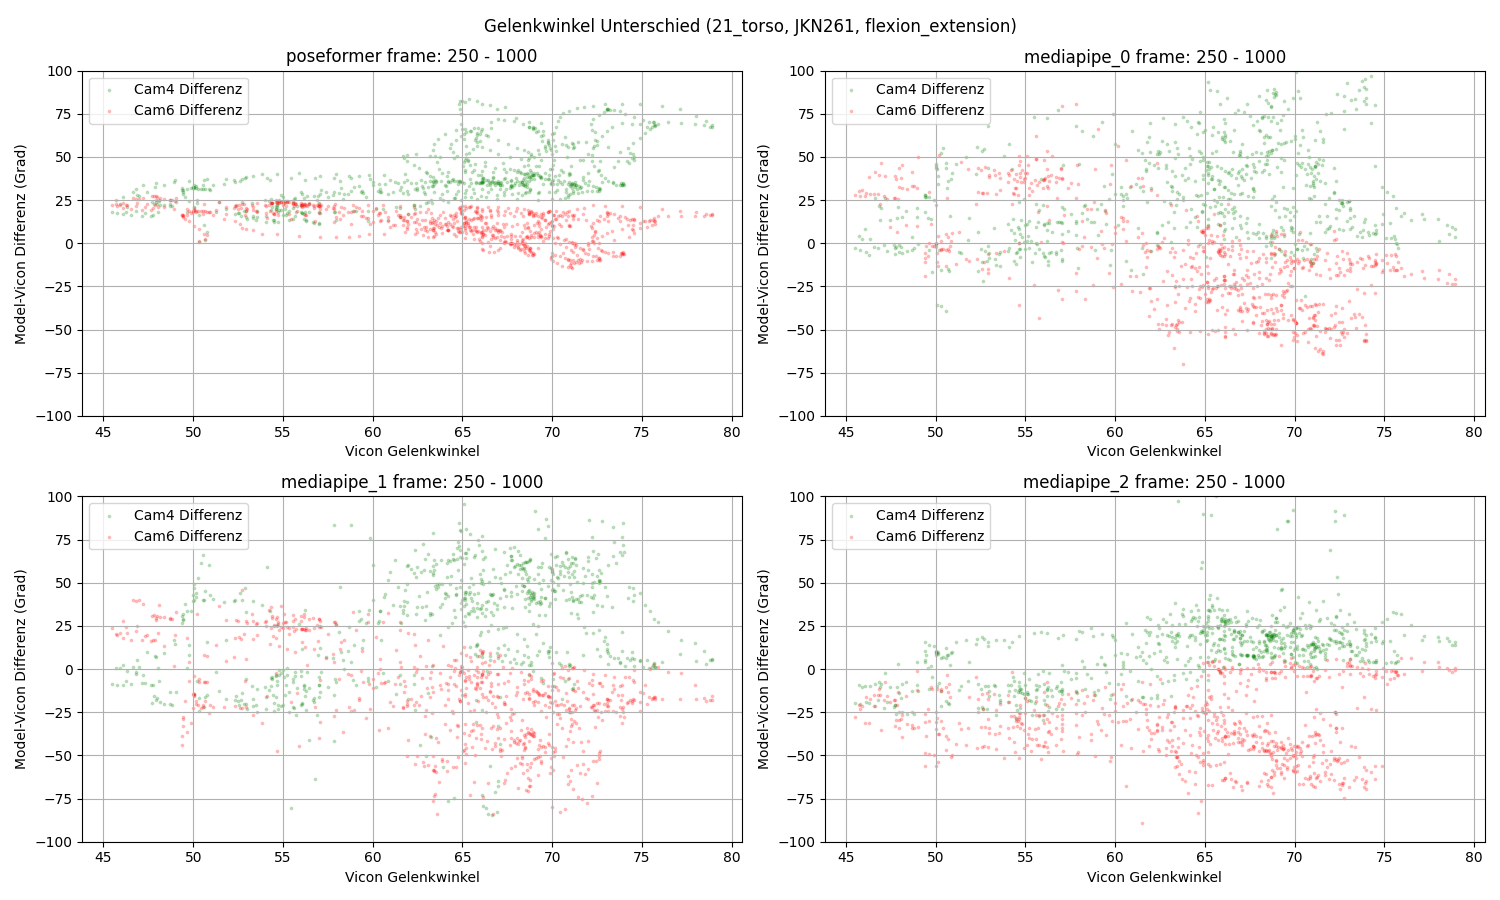 Gelenkwinkel Unterschied (21_torso, JKN261, flexion_extension)
poseformer frame: 250 - 1000
Cam4 Differenz
Cam6 Differenz
Model-Vicon Differenz (Grad)
100
75
50
25
0
−25
−50
−75
−100
45 50 55 60 65 70 75 80
Vicon Gelenkwinkel
mediapipe_0 frame: 250 - 1000
Cam4 Differenz
Cam6 Differenz
Model-Vicon Differenz (Grad)
100
75
50
25
0
−25
−50
−75
−100
45 50 55 60 65 70 75 80
Vicon Gelenkwinkel
mediapipe_1 frame: 250 - 1000
Cam4 Differenz
Cam6 Differenz
Model-Vicon Differenz (Grad)
100
75
50
25
0
−25
−50
−75
−100
45 50 55 60 65 70 75 80
Vicon Gelenkwinkel
mediapipe_2 frame: 250 - 1000
Cam4 Differenz
Cam6 Differenz
Model-Vicon Differenz (Grad)
100
75
50
25
0
−25
−50
−75
−100
45 50 55 60 65 70 75 80
Vicon Gelenkwinkel